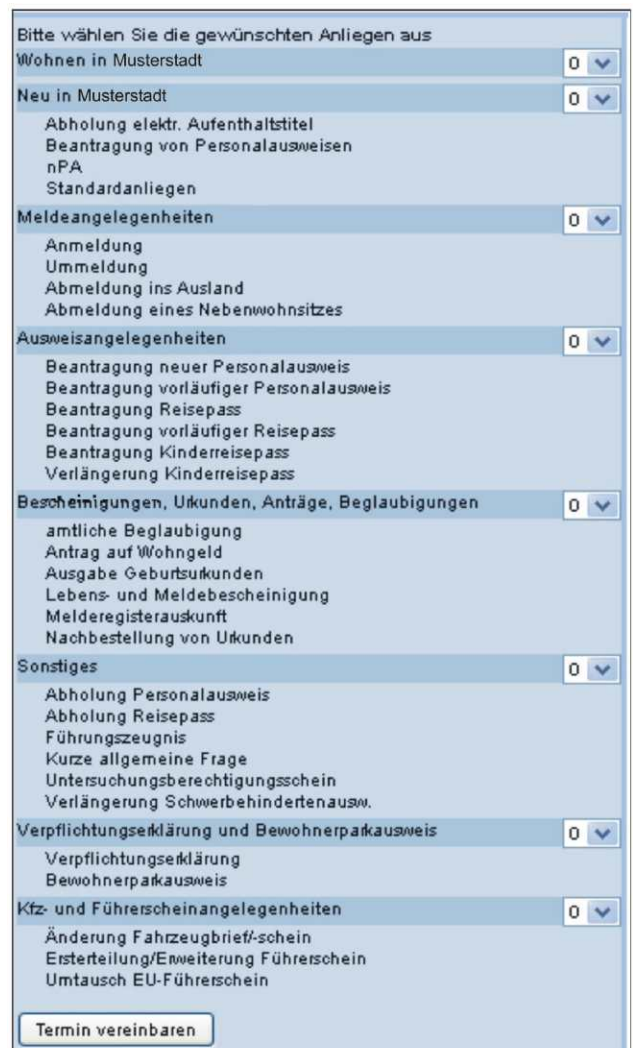 Bitte wählen Sie die gewünschten Anliegen aus
Wohnen in Musterstadt 0
Neu in Musterstadt 0
Abholung elektr. Aufenthaltstitel
Beantragung von Personalausweisen
nPA
Standardanliegen
Meldeangelegenheiten 0
Anmeldung
Ummeldung
Abmeldung ins Ausland
Abmeldung eines Nebenwohnsitzes
Ausweisangelegenheiten 0
Beantragung neuer Personalausweis
Beantragung vorläufiger Personalausweis
Beantragung Reisepass
Beantragung vorläufiger Reisepass
Beantragung Kinderreisepass
Verlängerung Kinderreisepass
Bescheinigungen, Urkunden, Anträge, Beglaubigungen 0
amtliche Beglaubigung
Antrag auf Wohngeld
Ausgabe Geburtsurkunden
Lebens- und Meldebescheinigung
Melderegisterauskunft
Nachbestellung von Urkunden
Sonstiges 0
Abholung Personalausweis
Abholung Reisepass
Führungszeugnis
Kurze allgemeine Frage
Untersuchungsberechtigungsschein
Verlängerung Schwerbehindertenausw.
Verpflichtungserklärung und Bewohnerparkausweis 0
Verpflichtungserklärung
Bewohnerparkausweis
Kfz- und Führerscheinangelegenheiten 0
Änderung Fahrzeugbrief/-schein
Ersterteilung/Erweiterung Führerschein
Umtausch EU-Führerschein
Termin vereinbaren